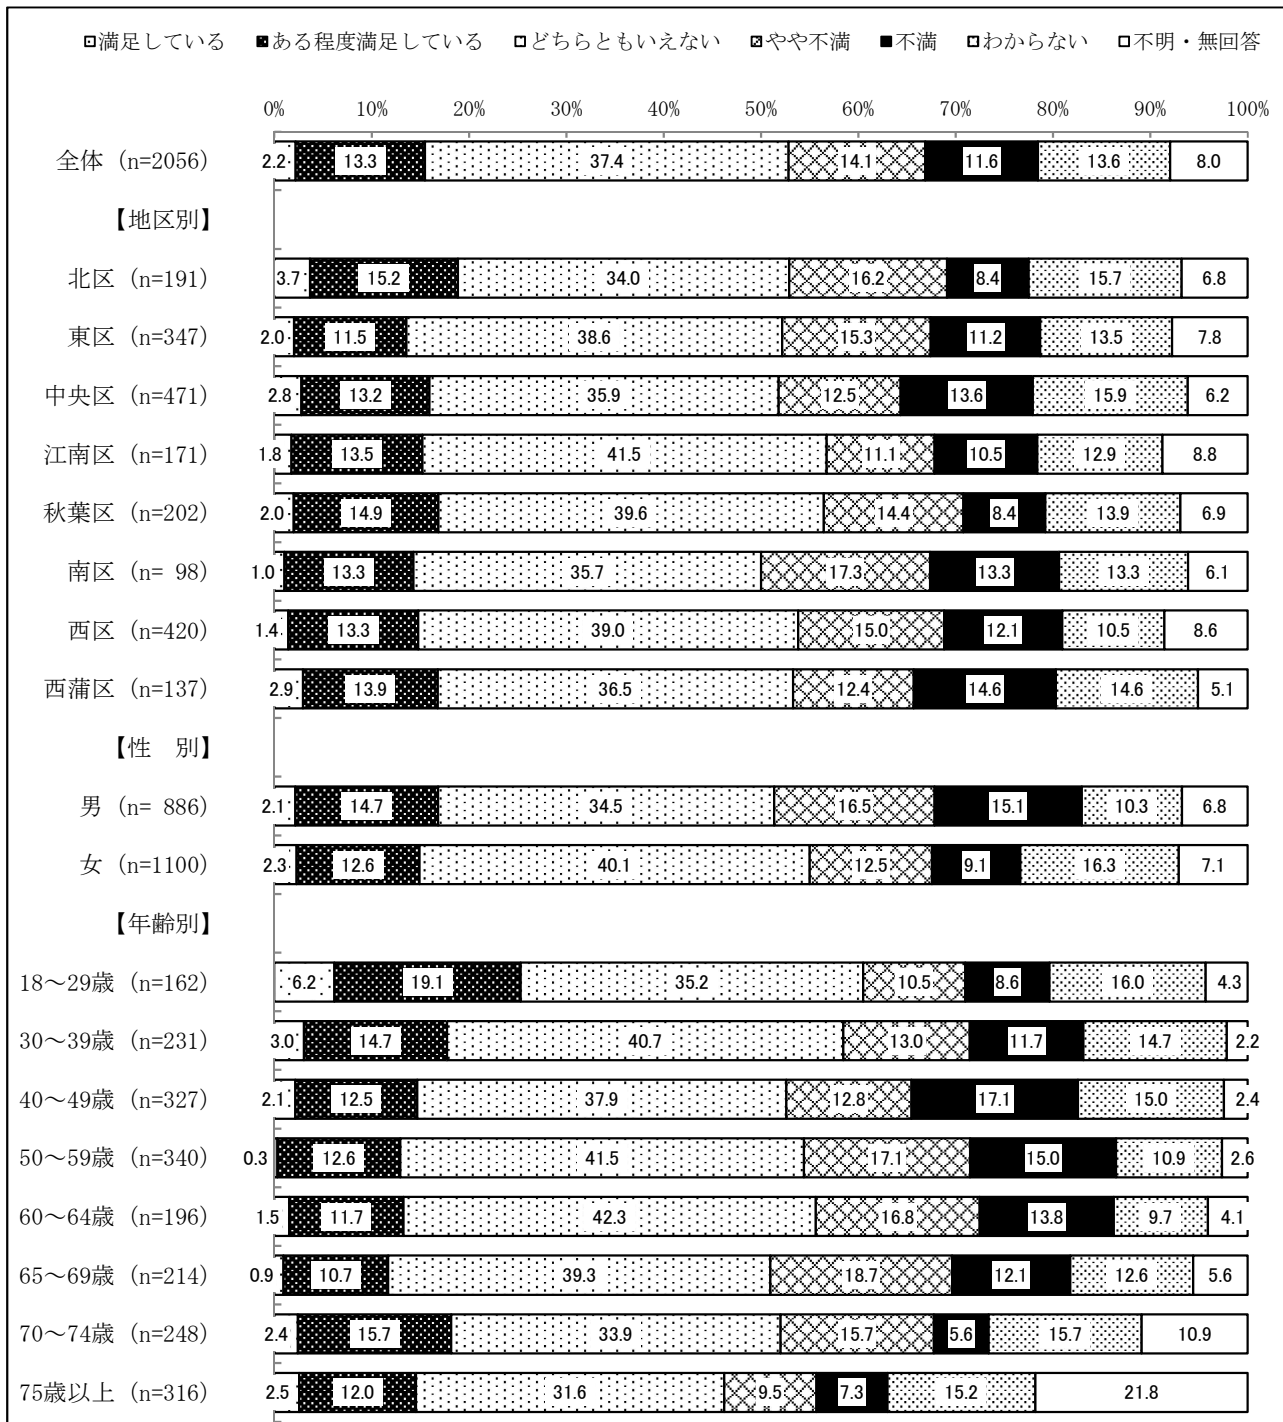 満足している ある程度満足している どちらともいえない やや不満 不満 わからない 不明・無回答
0% 10% 20% 30% 40% 50% 60% 70% 80% 90% 100%
全体 (n=2056) 2.2 13.3 37.4 14.1 11.6 13.6 8.0
【地区別】
北区 (n=191) 3.7 15.2 34.0 16.2 8.4 15.7 6.8
東区 (n=347) 2.0 11.5 38.6 15.3 11.2 13.5 7.8
中央区 (n=471) 2.8 13.2 35.9 12.5 13.6 15.9 6.2
江南区 (n=171) 1.8 13.5 41.5 11.1 10.5 12.9 8.8
秋葉区 (n=202) 2.0 14.9 39.6 14.4 8.4 13.9 6.9
南区 (n= 98) 1.0 13.3 35.7 17.3 13.3 13.3 6.1
西区 (n=420) 1.4 13.3 39.0 15.0 12.1 10.5 8.6
西蒲区 (n=137) 2.9 13.9 36.5 12.4 14.6 14.6 5.1
【性　別】
男 (n= 886) 2.1 14.7 34.5 16.5 15.1 10.3 6.8
女 (n=1100) 2.3 12.6 40.1 12.5 9.1 16.3 7.1
【年齢別】
18～29歳 (n=162) 6.2 19.1 35.2 10.5 8.6 16.0 4.3
30～39歳 (n=231) 3.0 14.7 40.7 13.0 11.7 14.7 2.2
40～49歳 (n=327) 2.1 12.5 37.9 12.8 17.1 15.0 2.4
50～59歳 (n=340) 0.3 12.6 41.5 17.1 15.0 10.9 2.6
60～64歳 (n=196) 1.5 11.7 42.3 16.8 13.8 9.7 4.1
65～69歳 (n=214) 0.9 10.7 39.3 18.7 12.1 12.6 5.6
70～74歳 (n=248) 2.4 15.7 33.9 15.7 5.6 15.7 10.9
75歳以上 (n=316) 2.5 12.0 31.6 9.5 7.3 15.2 21.8